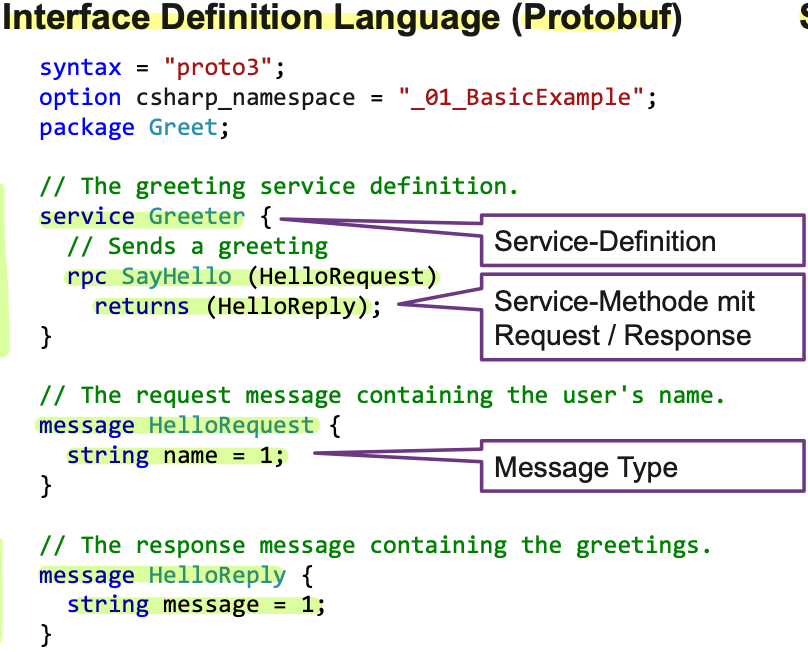 Interface Definition Language (Protobuf)
syntax = "proto3";
option csharp_namespace = "_01_BasicExample";
package Greet;
// The greeting service definition.
service Greeter {
// Sends a greeting
rpc SayHello (HelloRequest)
returns (HelloReply);
}
Service-Definition
Service-Methode mit
Request / Response
// The request message containing the user's name.
message HelloRequest {
string name = 1;
}
Message Type
// The response message containing the greetings.
message HelloReply {
string message = 1;
}